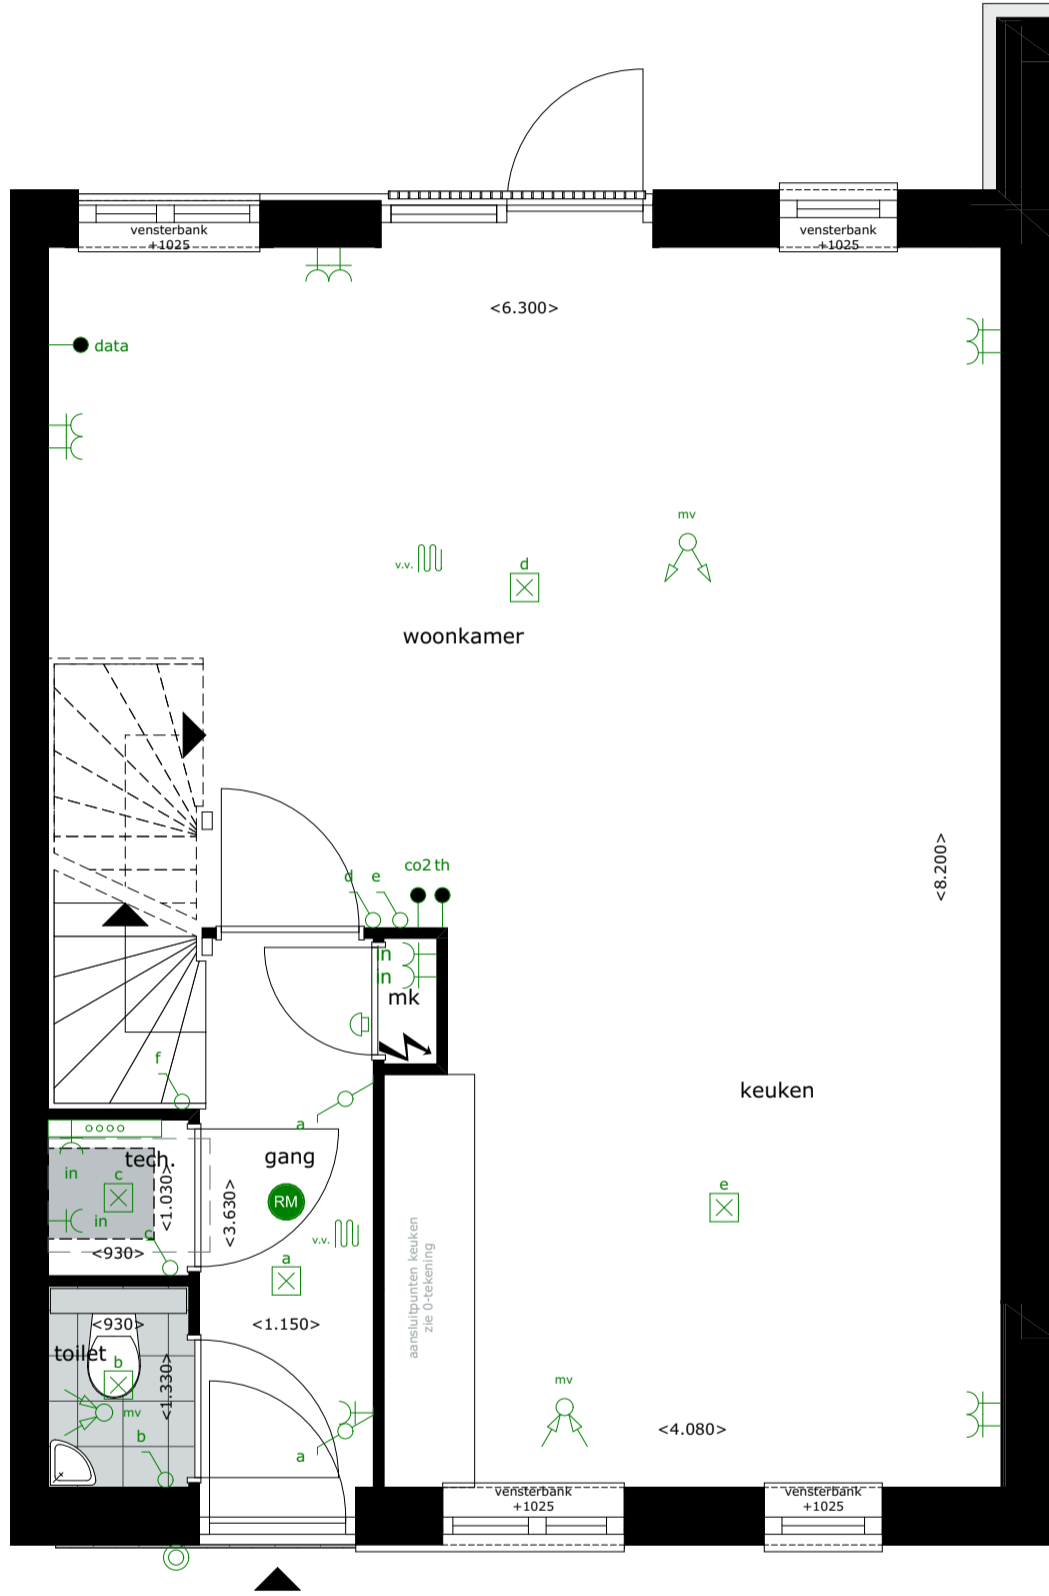 vensterbank
+1025
vensterbank
+1025
<6.300>
data
mv
v.v.
d
woonkamer
<8.200>
co2 th
d e
in
in
mk
f
a
keuken
tech.
gang
in
c
<1.030>
<3.630>
RM
e
in
c
v.v.
<930>
a
aansluitpunten keuken
zie 0-tekening
<930>
<1.150>
toilet
b
<1.330>
mv
mv
b
a
<4.080>
vensterbank
+1025
vensterbank
+1025